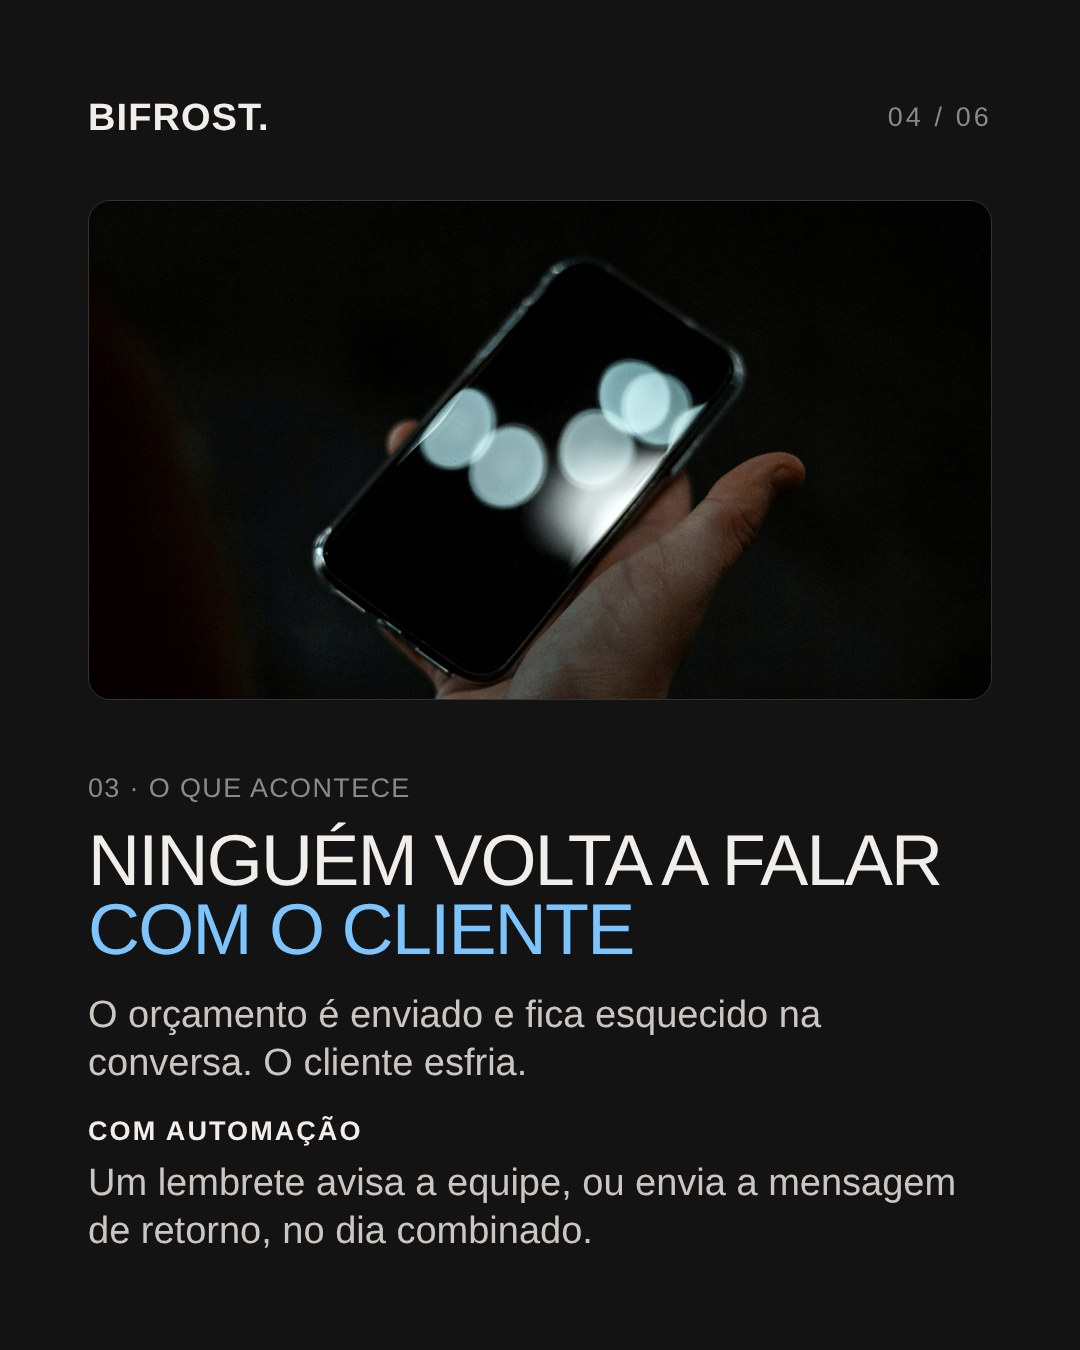 BIFROST.
04 / 06
03 · O QUE ACONTECE
NINGUÉM VOLTA A FALAR
COM O CLIENTE
O orçamento é enviado e fica esquecido na
conversa. O cliente esfria.
COM AUTOMAÇÃO
Um lembrete avisa a equipe, ou envia a mensagem
de retorno, no dia combinado.